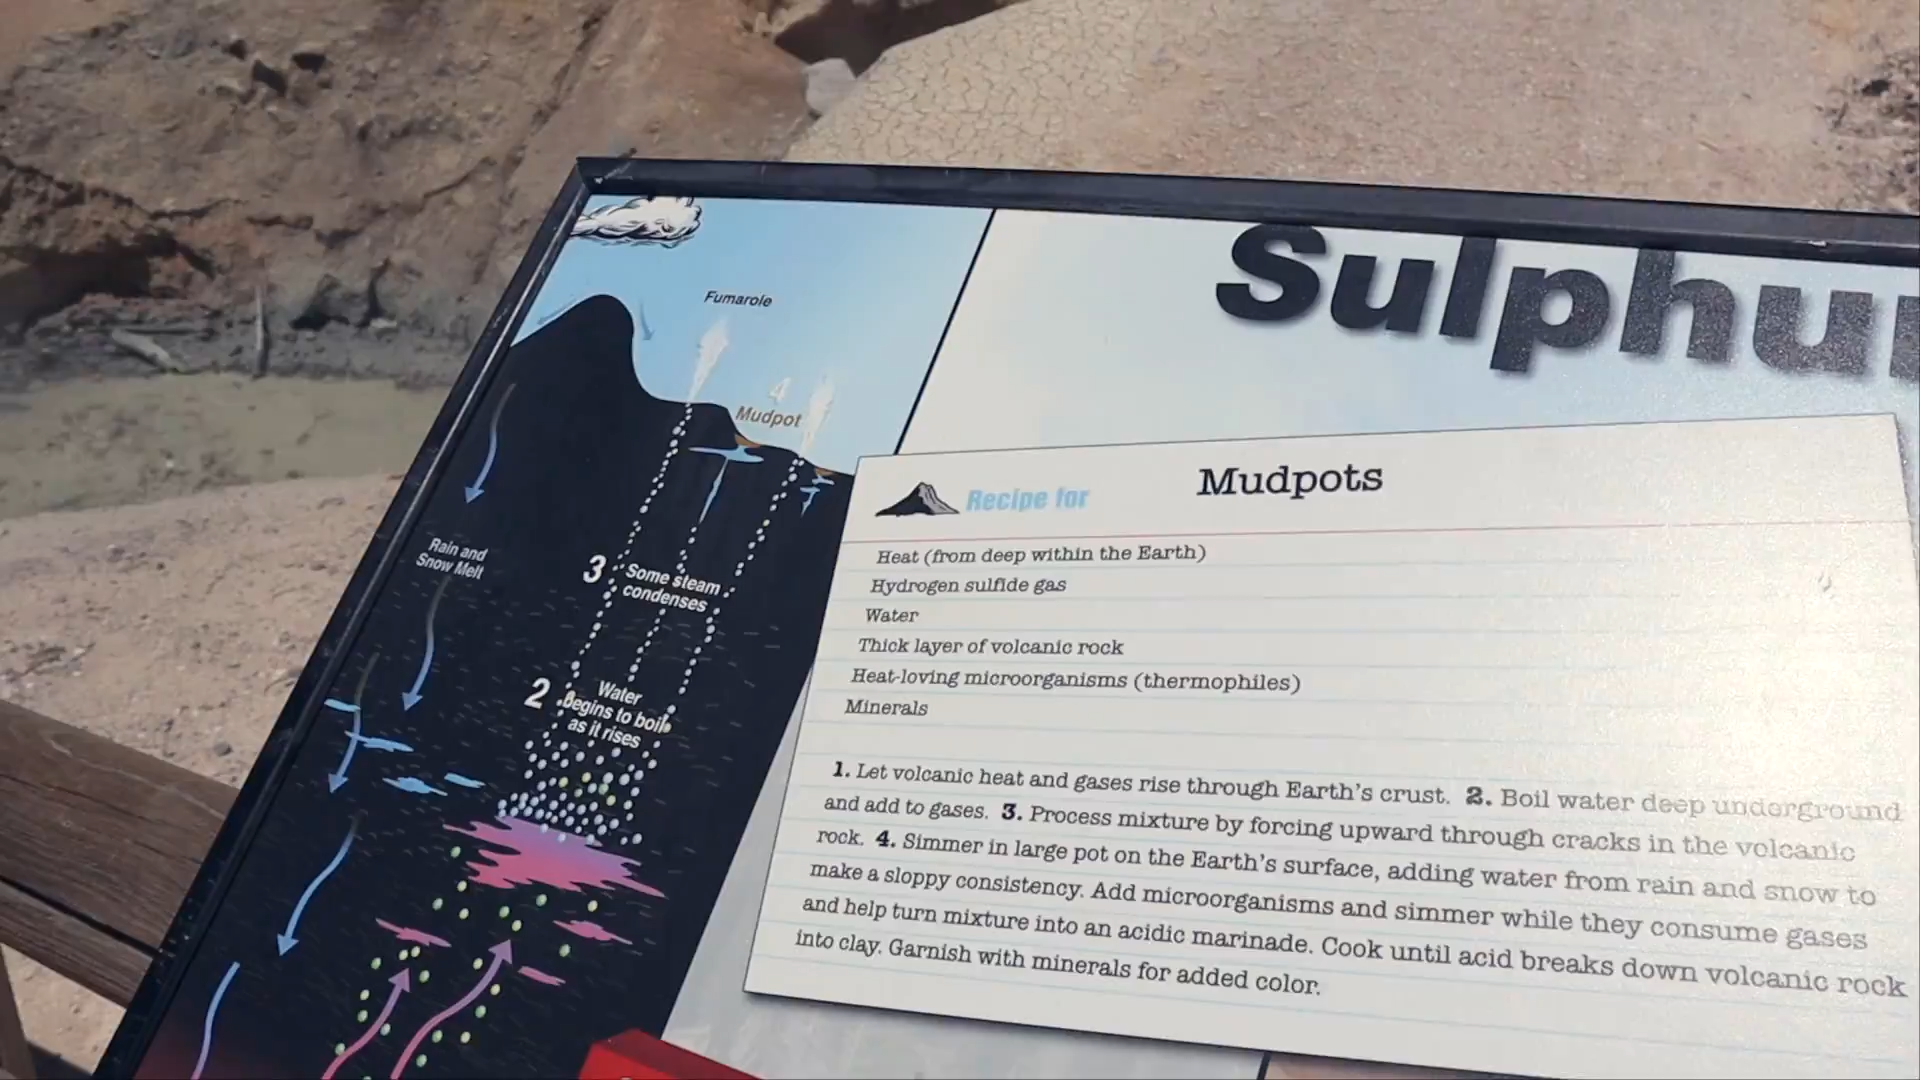 Sulphu
Fumarole
4
Mudpot
Rain and
Snow Melt
3 Some steam
condenses
2 Water
begins to boil
as it rises
Recipe for Mudpots
Heat (from deep within the Earth)
Hydrogen sulfide gas
Water
Thick layer of volcanic rock
Heat-loving microorganisms (thermophiles)
Minerals
1. Let volcanic heat and gases rise through Earth's crust. 2. Boil water deep underground
and add to gases. 3. Process mixture by forcing upward through cracks in the volcanic
rock. 4. Simmer in large pot on the Earth's surface, adding water from rain and snow to
make a sloppy consistency. Add microorganisms and simmer while they consume gases
and help turn mixture into an acidic marinade. Cook until acid breaks down volcanic rock
into clay. Garnish with minerals for added color.